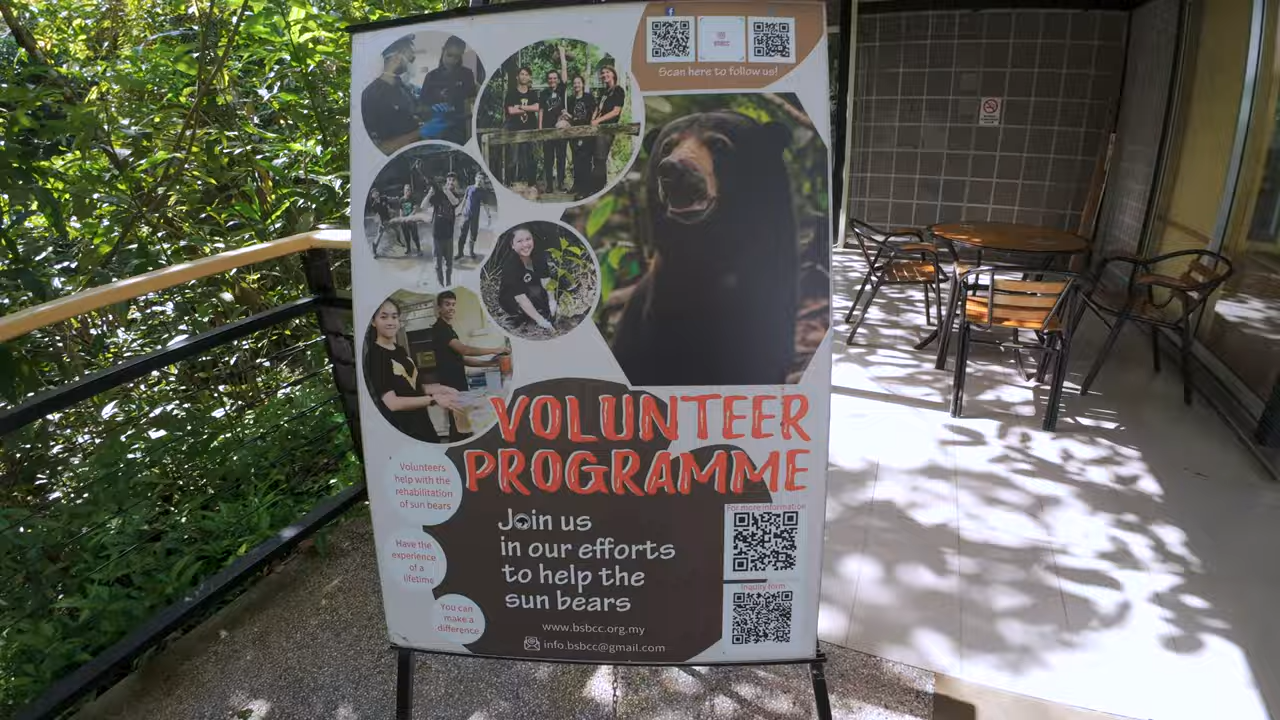 BSBCC
Scan here to follow us!
VOLUNTEER
PROGRAMME
Volunteers
help with the
rehabilitation
of sun bears
Have the
experience
of a
lifetime
You can
make a
difference
Join us
in our efforts
to help the
sun bears
www.bsbcc.org.my
info.bsbcc@gmail.com
For more information
Inquiry form